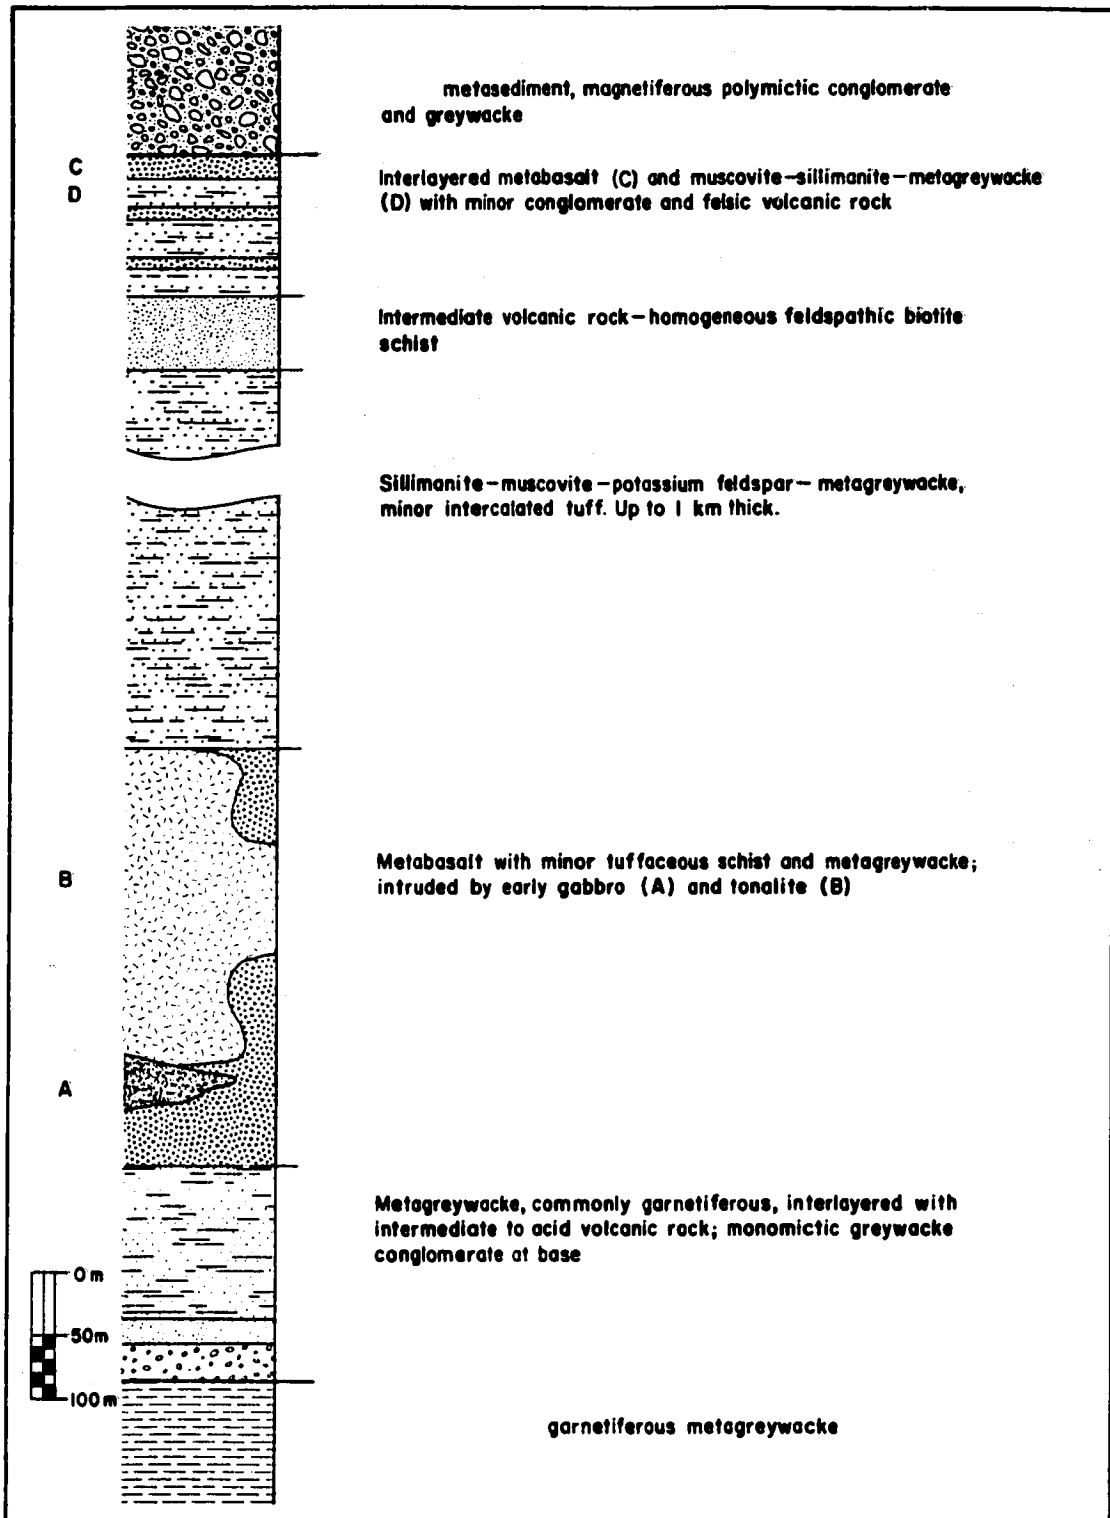 metasediment, magnetiferous polymictic conglomerate
and greywacke
C
D
Interlayered metabasalt (C) and muscovite-sillimanite-metagreywacke
(D) with minor conglomerate and felsic volcanic rock
Intermediate volcanic rock-homogeneous feldspathic biotite
schist
Sillimanite-muscovite-potassium feldspar- metagreywacke,
minor intercalated tuff. Up to 1 km thick.
B
Metabasalt with minor tuffaceous schist and metagreywacke;
intruded by early gabbro (A) and tonalite (B)
A
Metagreywacke, commonly garnetiferous, interlayered with
intermediate to acid volcanic rock; monomictic greywacke
conglomerate at base
0m
50m
100m
garnetiferous metagreywacke